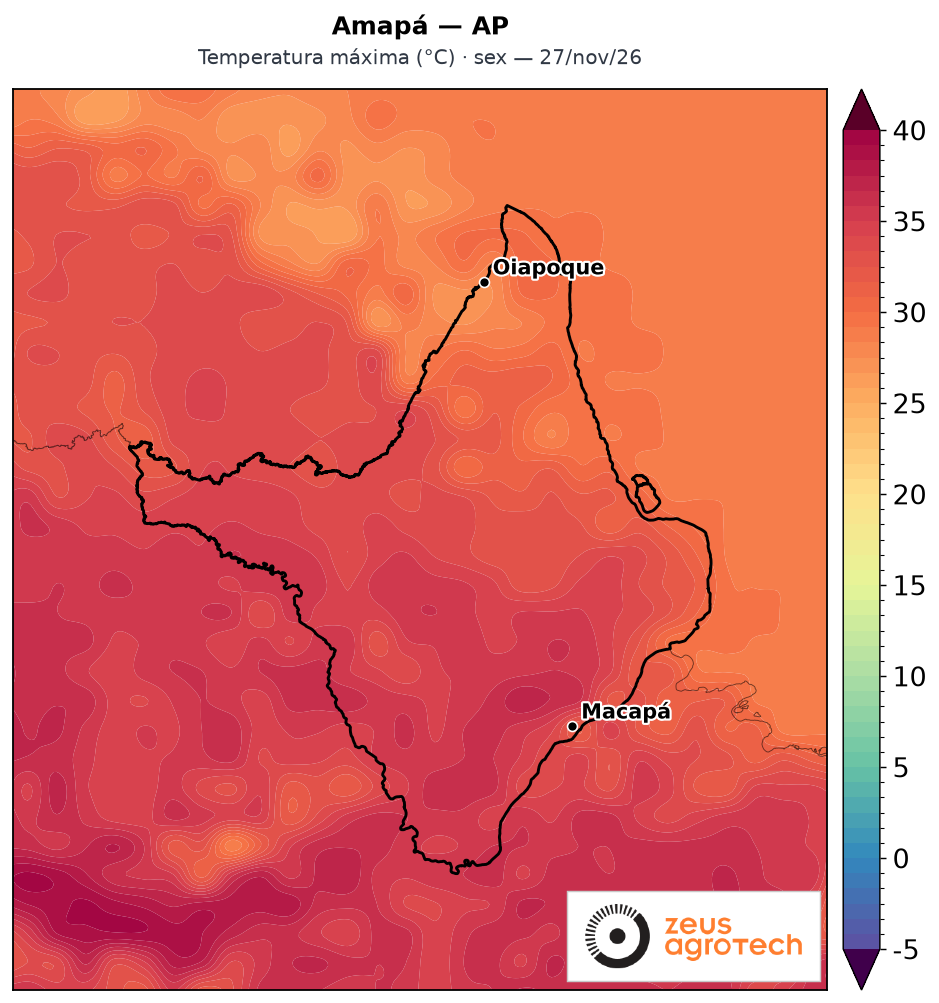 Amapá — AP
Temperatura máxima (°C) · sex — 27/nov/26
Oiapoque
Macapá
40
35
30
25
20
15
10
5
0
-5
zeus
agrotech